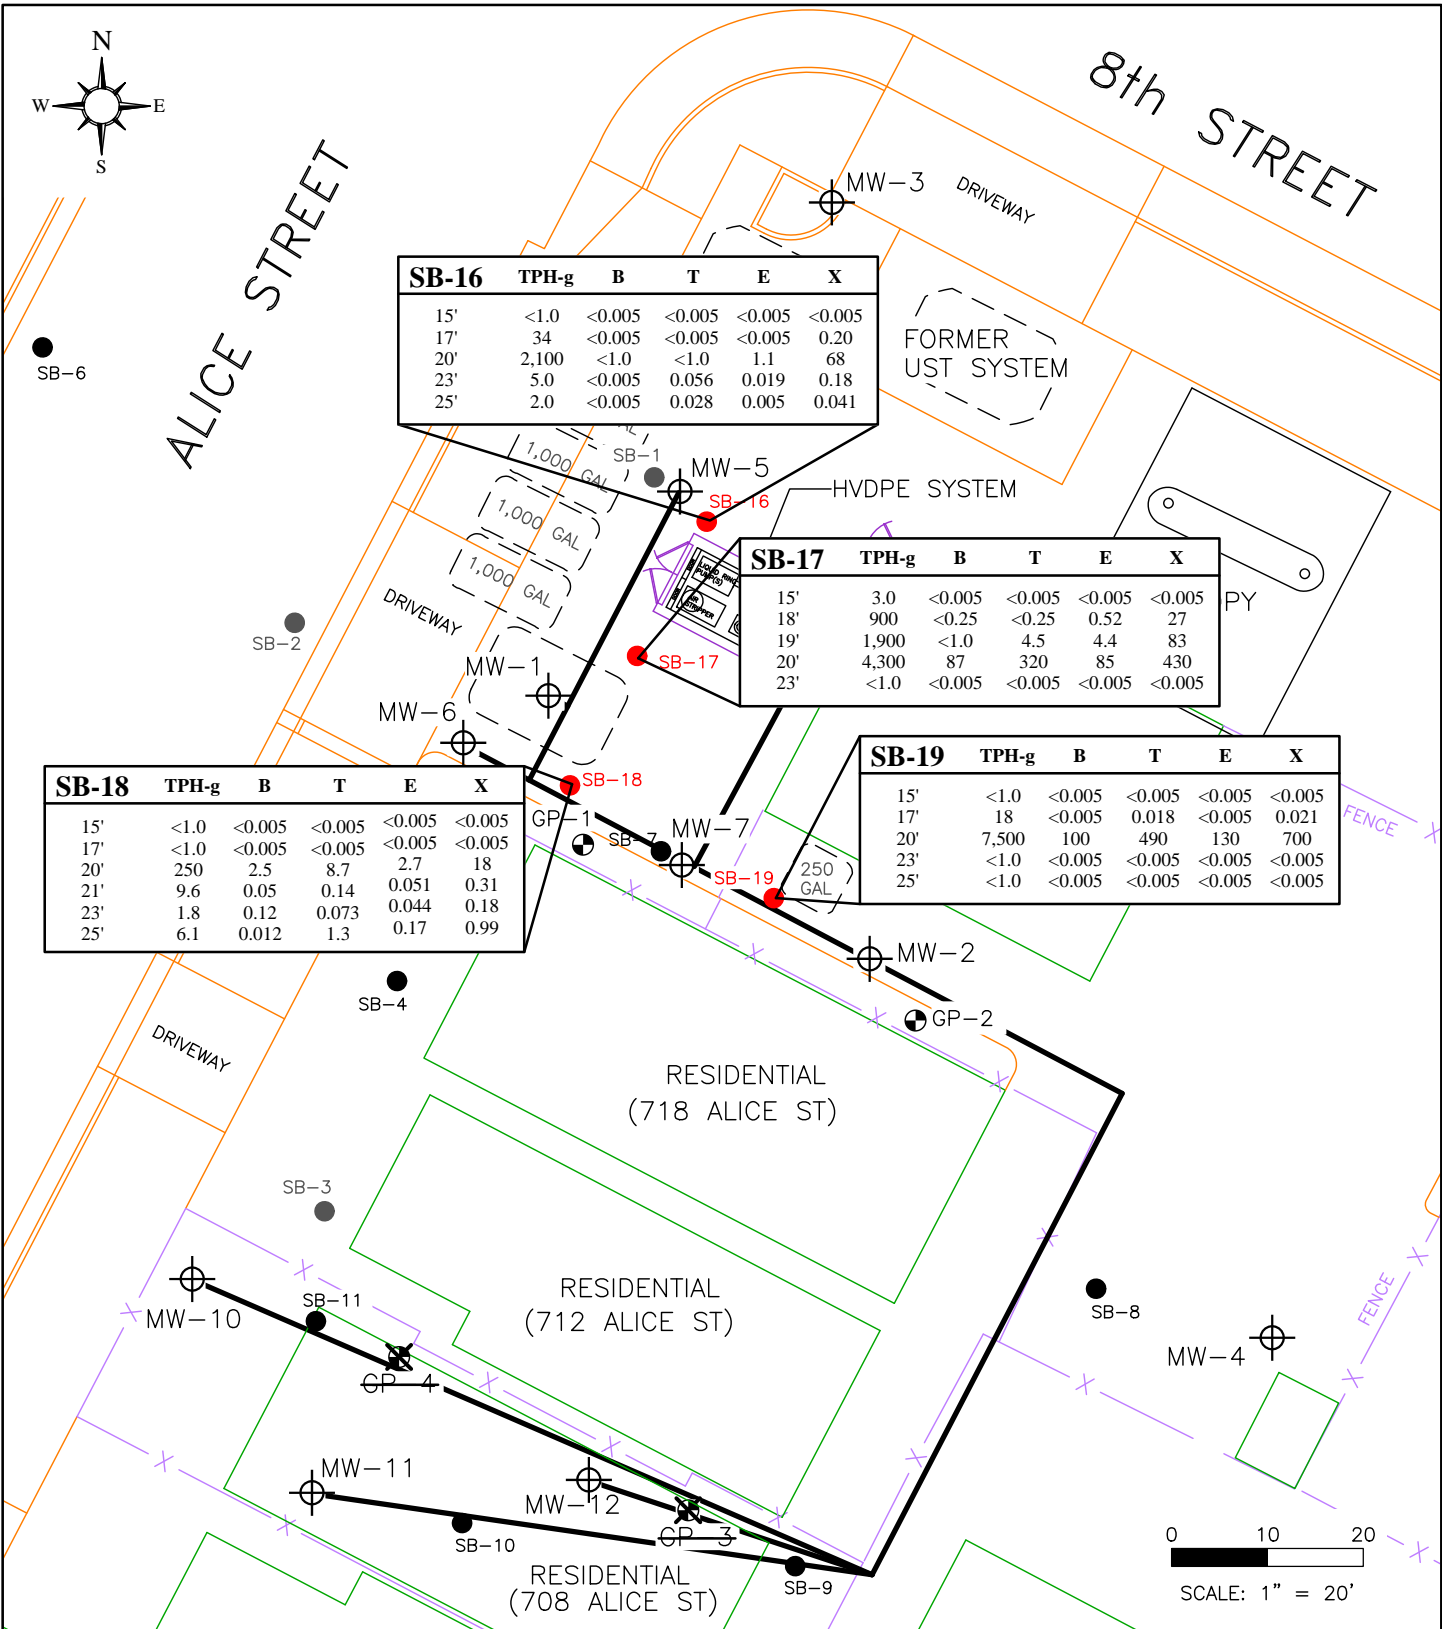 N
W E
S
8th STREET
ALICE STREET
MW-3
DRIVEWAY
SB-16 TPH-g B T E X
15' <1.0 <0.005 <0.005 <0.005 <0.005
17' 34 <0.005 <0.005 <0.005 0.20
20' 2,100 <1.0 <1.0 1.1 68
23' 5.0 <0.005 0.056 0.019 0.18
25' 2.0 <0.005 0.028 0.005 0.041
FORMER
UST SYSTEM
SB-6
AL
1,000 GAL
SB-1
MW-5
SB-16
HVDPE SYSTEM
1,000 GAL
1,000 GAL
DRIVEWAY
LIQUID RING
PUMP(S)
AIR
STRIPPER
SB-17 TPH-g B T E X
15' 3.0 <0.005 <0.005 <0.005 <0.005
18' 900 <0.25 <0.25 0.52 27
19' 1,900 <1.0 4.5 4.4 83
20' 4,300 87 320 85 430
23' <1.0 <0.005 <0.005 <0.005 <0.005
PY
SB-2
SB-17
MW-1
MW-6
SB-18
SB-18 TPH-g B T E X
15' <1.0 <0.005 <0.005 <0.005 <0.005
17' <1.0 <0.005 <0.005 <0.005 <0.005
20' 250 2.5 8.7 2.7 18
21' 9.6 0.05 0.14 0.051 0.31
23' 1.8 0.12 0.073 0.044 0.18
25' 6.1 0.012 1.3 0.17 0.99
SB-19 TPH-g B T E X
15' <1.0 <0.005 <0.005 <0.005 <0.005
17' 18 <0.005 0.018 <0.005 0.021
20' 7,500 100 490 130 700
23' <1.0 <0.005 <0.005 <0.005 <0.005
25' <1.0 <0.005 <0.005 <0.005 <0.005
FENCE
GP-1
SB-7
MW-7
SB-19
250
GAL
MW-2
SB-4
GP-2
DRIVEWAY
RESIDENTIAL
(718 ALICE ST)
SB-3
RESIDENTIAL
(712 ALICE ST)
SB-8
FENCE
MW-10
SB-11
MW-4
GP-4
MW-11
MW-12
GP-3
SB-10
SB-9
RESIDENTIAL
(708 ALICE ST)
0 10 20
SCALE: 1" = 20'